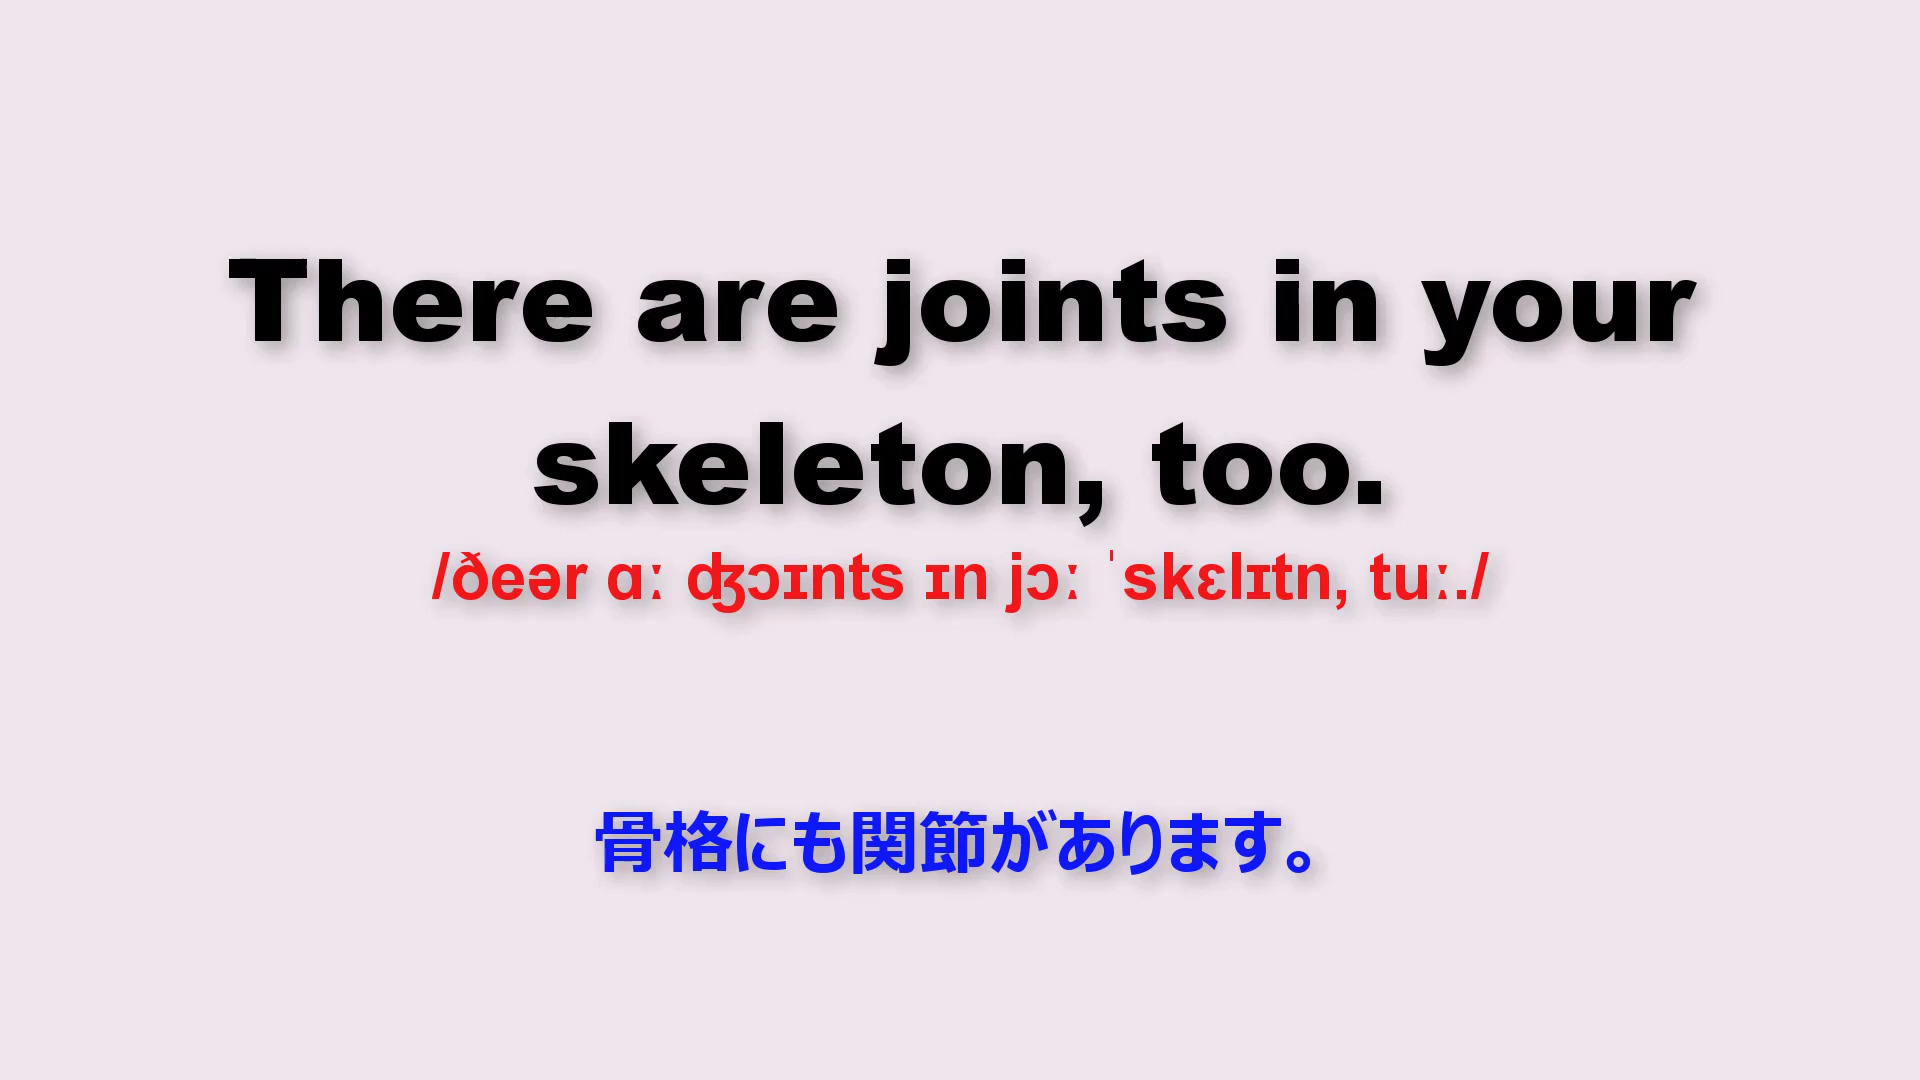 There are joints in your
skeleton, too.
/ðeər ɑː ʤɔɪnts ɪn jɔː ˈskɛlɪtn, tuː./
骨格にも関節があります。